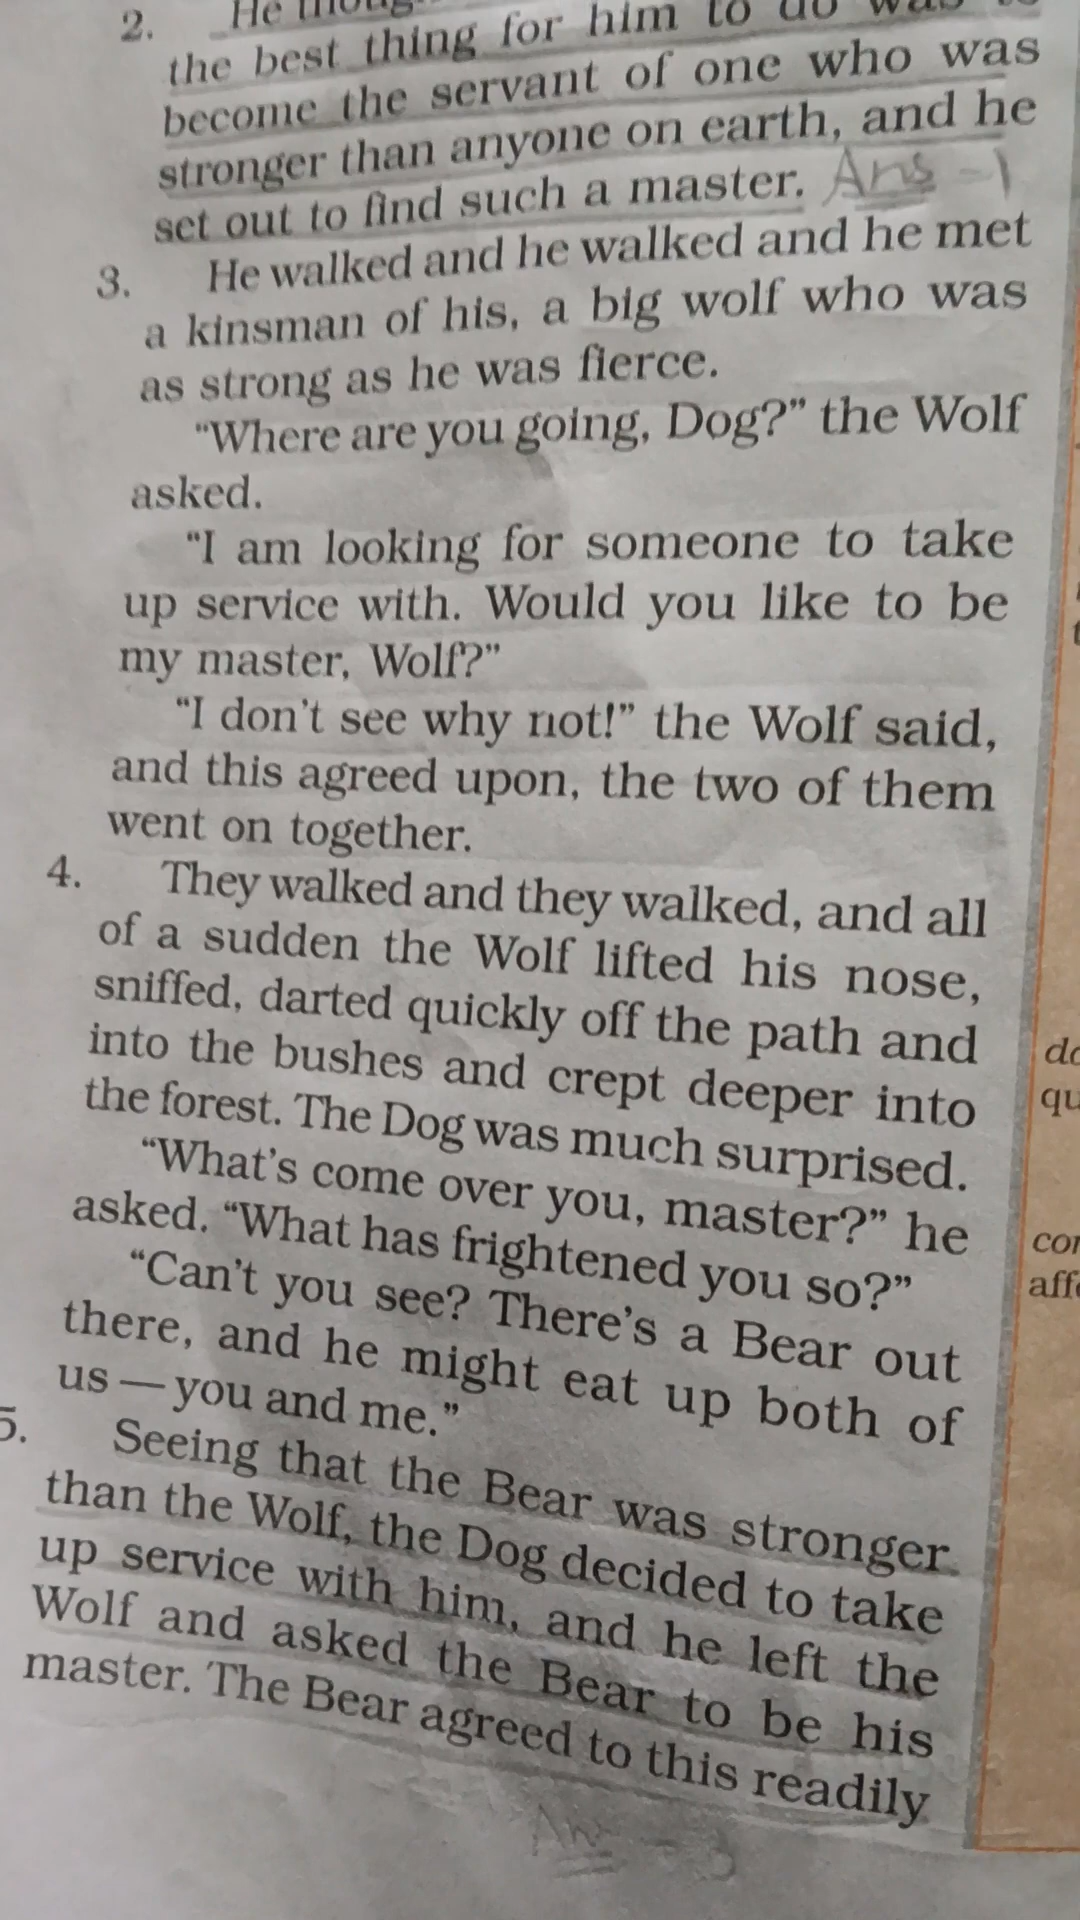 2. He
the best thing for him to do was to
become the servant of one who was
stronger than anyone on earth, and he
set out to find such a master. Ans - 1
3. He walked and he walked and he met
a kinsman of his, a big wolf who was
as strong as he was fierce.
"Where are you going, Dog?" the Wolf
asked.
"I am looking for someone to take
up service with. Would you like to be
my master, Wolf?"
"I don't see why not!" the Wolf said,
and this agreed upon, the two of them
went on together.
4. They walked and they walked, and all
of a sudden the Wolf lifted his nose,
sniffed, darted quickly off the path and
into the bushes and crept deeper into
the forest. The Dog was much surprised.
"What's come over you, master?" he
asked. "What has frightened you so?"
"Can't you see? There's a Bear out
there, and he might eat up both of
us — you and me."
5. Seeing that the Bear was stronger
than the Wolf, the Dog decided to take
up service with him, and he left the
Wolf and asked the Bear to be his
master. The Bear agreed to this readily
Ans - 3
qu
aff